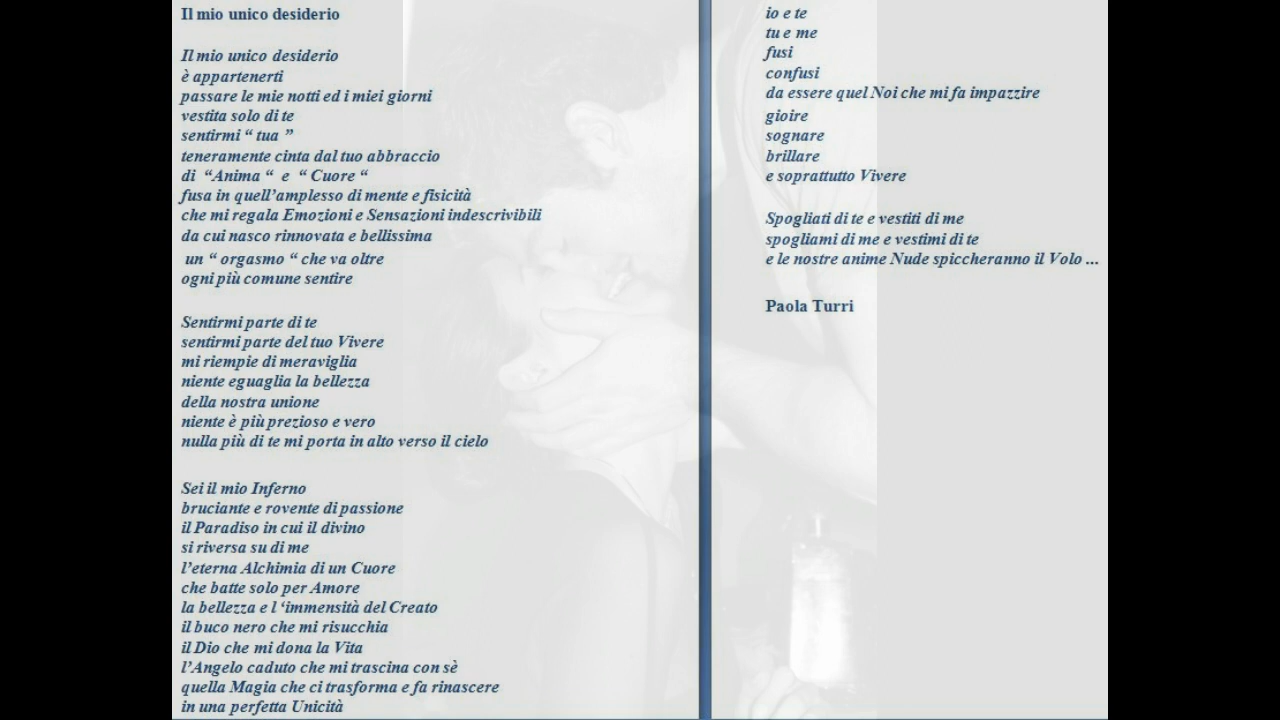 Il mio unico desiderio
Il mio unico desiderio
è appartenerti
passare le mie notti ed i miei giorni
vestita solo di te
sentirmi “ tua ”
teneramente cinta dal tuo abbraccio
di “Anima “ e “ Cuore “
fusa in quell’amplesso di mente e fisicità
che mi regala Emozioni e Sensazioni indescrivibili
da cui nasco rinnovata e bellissima
un “ orgasmo “ che va oltre
ogni più comune sentire
Sentirmi parte di te
sentirmi parte del tuo Vivere
mi riempie di meraviglia
niente eguaglia la bellezza
della nostra unione
niente è più prezioso e vero
nulla più di te mi porta in alto verso il cielo
Sei il mio Inferno
bruciante e rovente di passione
il Paradiso in cui il divino
si riversa su di me
l’eterna Alchimia di un Cuore
che batte solo per Amore
la bellezza e l ‘immensità del Creato
il buco nero che mi risucchia
il Dio che mi dona la Vita
l’Angelo caduto che mi trascina con sè
quella Magia che ci trasforma e fa rinascere
in una perfetta Unicità
io e te
tu e me
fusi
confusi
da essere quel Noi che mi fa impazzire
gioire
sognare
brillare
e soprattutto Vivere
Spogliati di te e vestiti di me
spogliami di me e vestimi di te
e le nostre anime Nude spiccheranno il Volo ...
Paola Turri